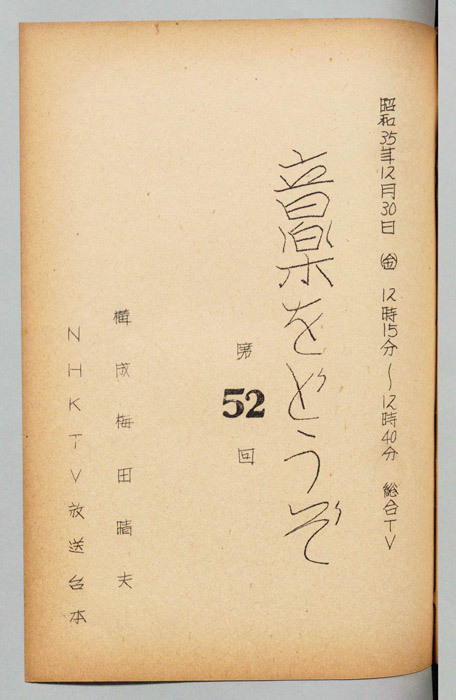 昭和35年12月30日 ㊎ 12時15分～12時40分 総合TV
音楽をどうぞ
第52回
構成梅田晴夫
NHKTV放送台本